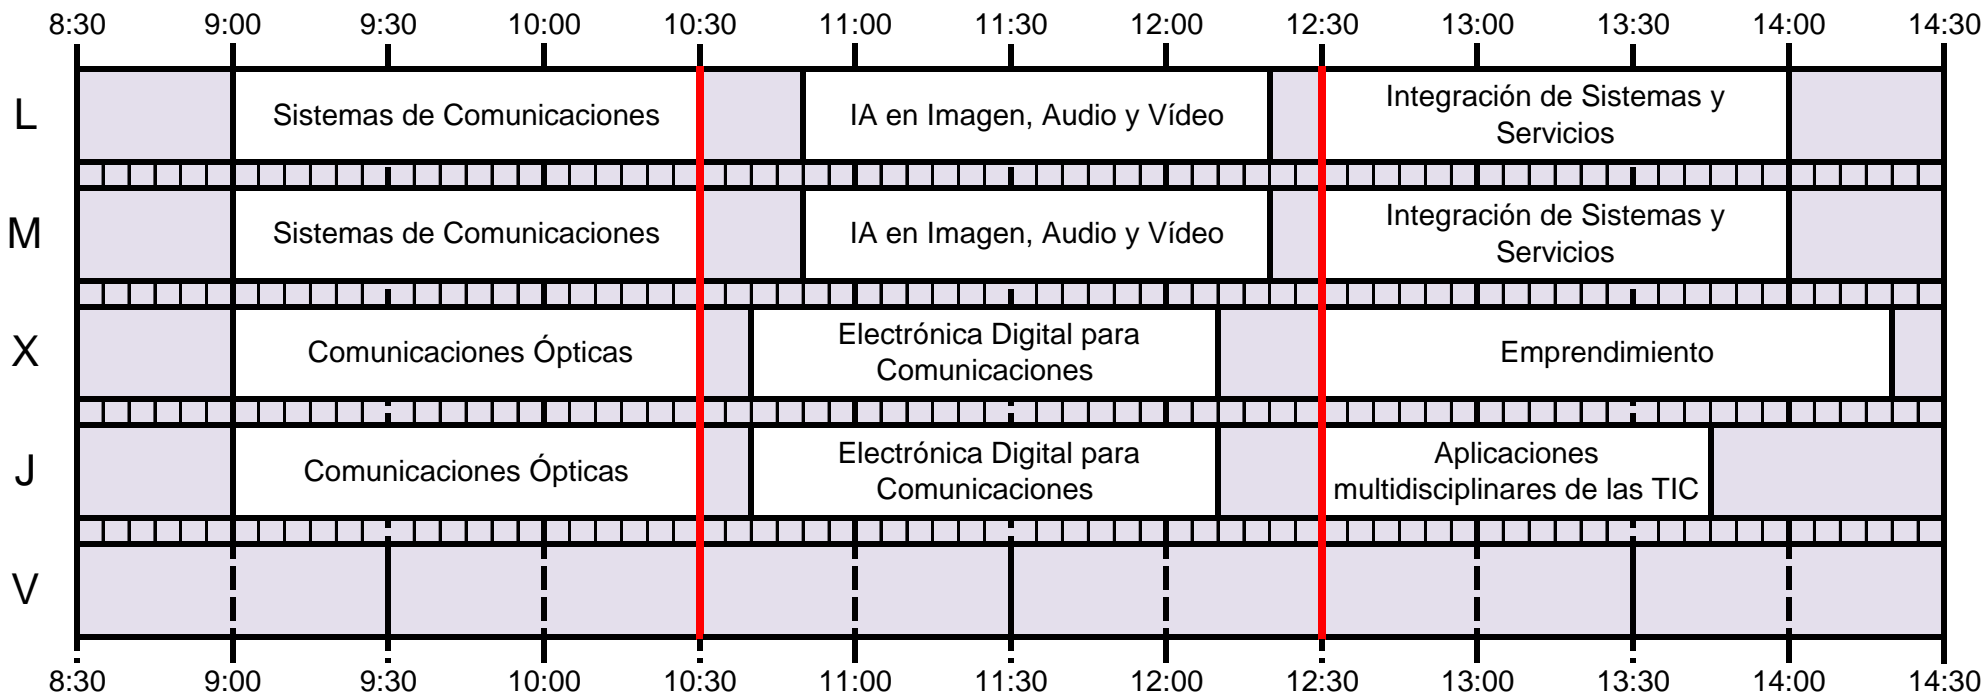 8:30 9:00 9:30 10:00 10:30 11:00 11:30 12:00 12:30 13:00 13:30 14:00 14:30
L
Sistemas de Comunicaciones
IA en Imagen, Audio y Vídeo
Integración de Sistemas y
Servicios
M
Sistemas de Comunicaciones
IA en Imagen, Audio y Vídeo
Integración de Sistemas y
Servicios
X
Comunicaciones Ópticas
Electrónica Digital para
Comunicaciones
Emprendimiento
J
Comunicaciones Ópticas
Electrónica Digital para
Comunicaciones
Aplicaciones
multidisciplinares de las TIC
V
8:30 9:00 9:30 10:00 10:30 11:00 11:30 12:00 12:30 13:00 13:30 14:00 14:30